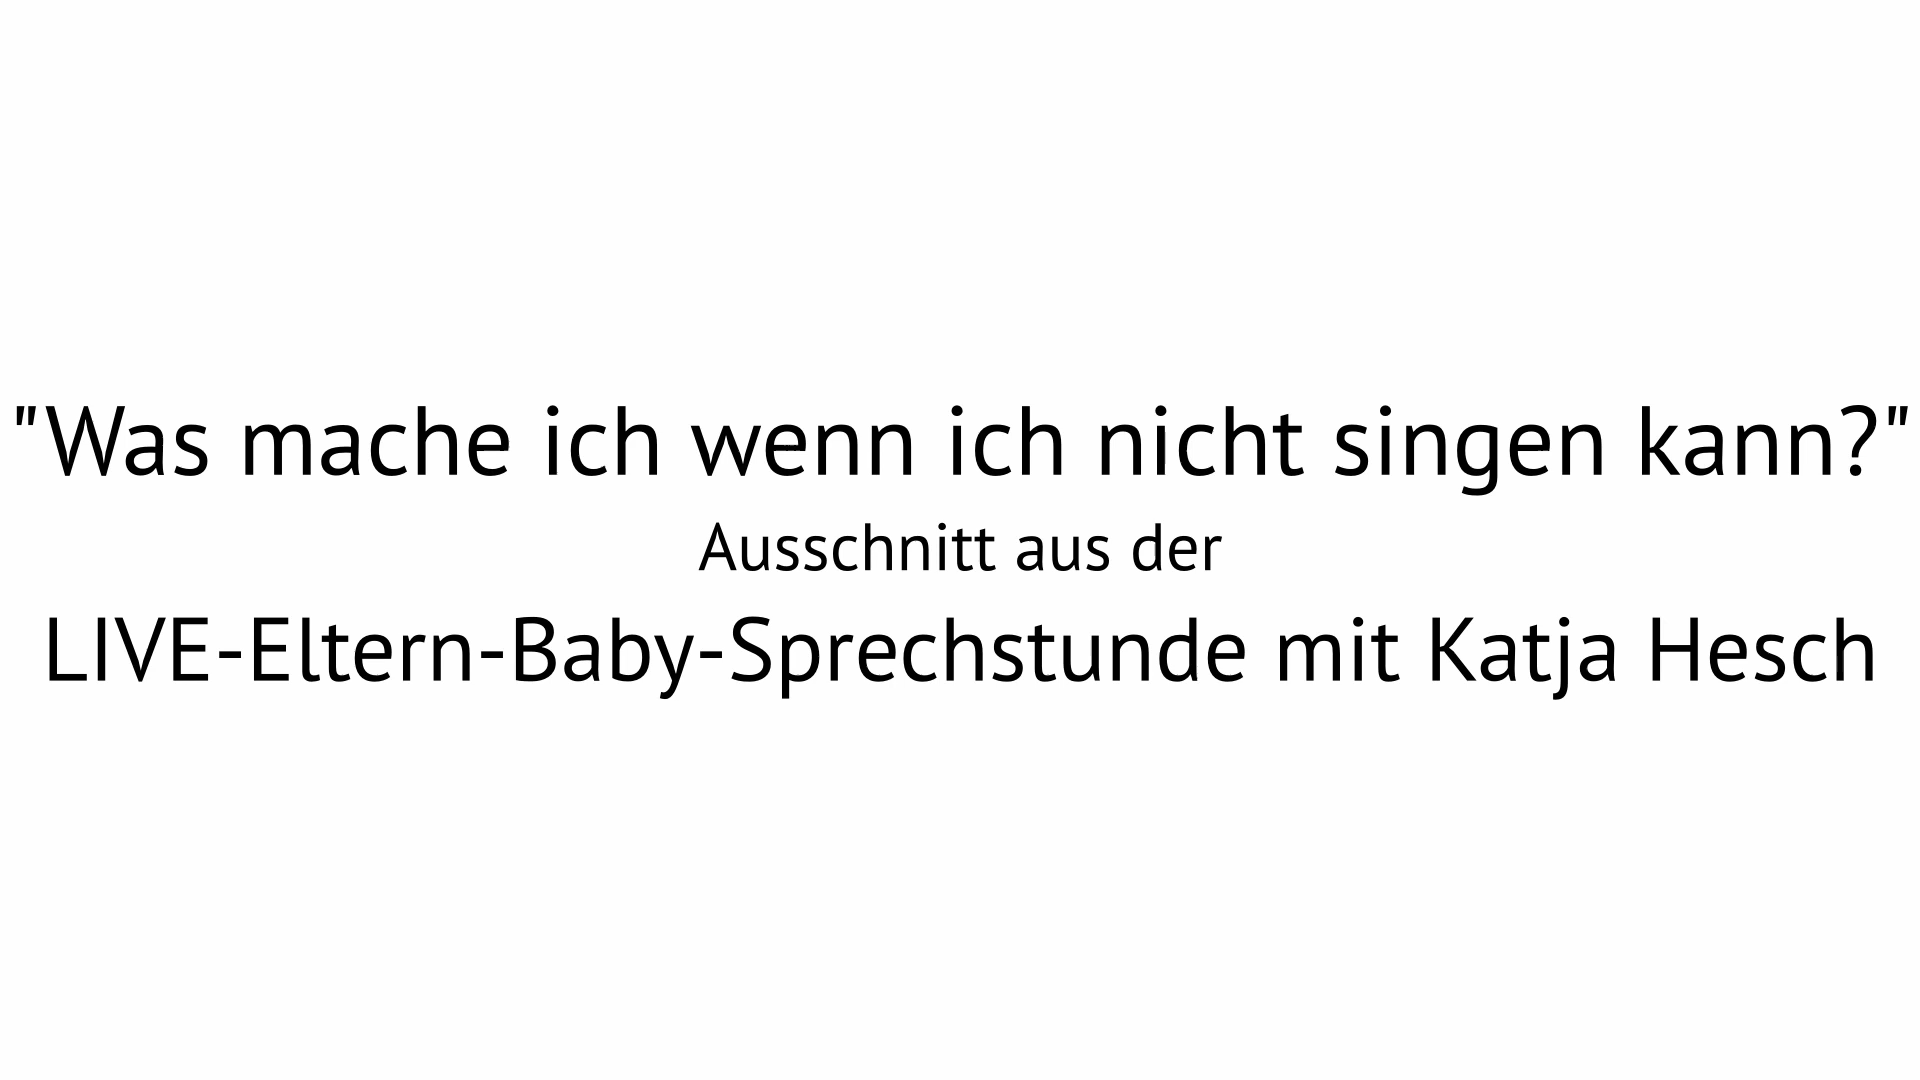 "Was mache ich wenn ich nicht singen kann?"
Ausschnitt aus der
LIVE-Eltern-Baby-Sprechstunde mit Katja Hesch